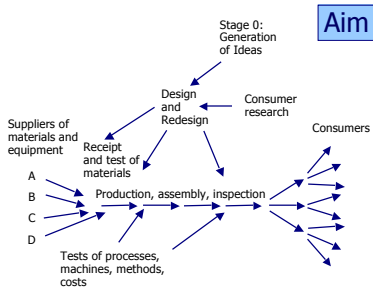 Stage 0:
Generation
of Ideas
Aim
Design
and
Redesign
Consumer
research
Suppliers of
materials and
equipment
Receipt
and test of
materials
Consumers
A
B
C
D
Production, assembly, inspection
Tests of processes,
machines, methods,
costs